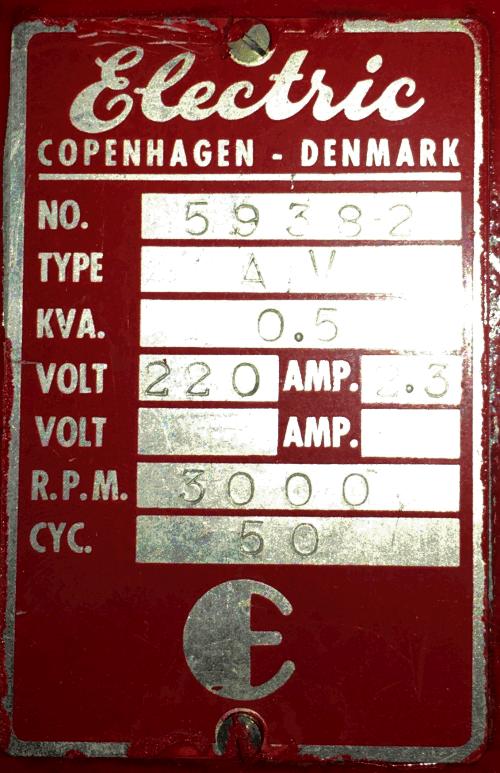 Electric
COPENHAGEN - DENMARK
NO. 59382
TYPE A V
KVA. 0.5
VOLT 220 AMP. 2.3
VOLT AMP.
R.P.M. 3000
CYC. 50
E